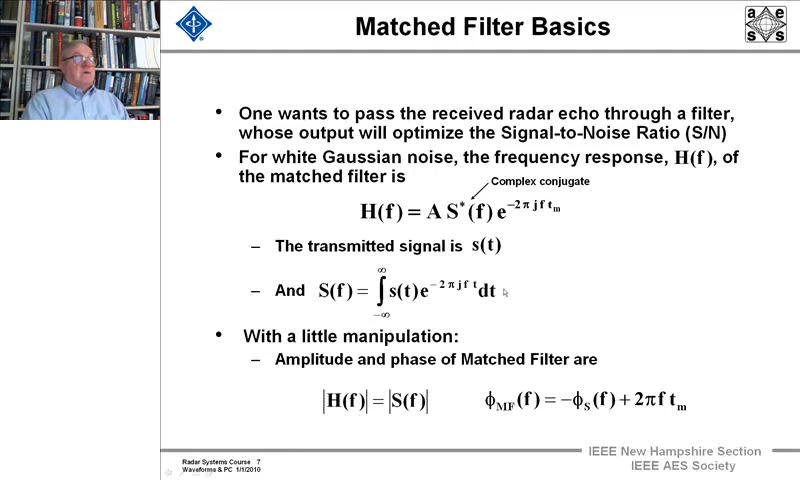 Matched Filter Basics
a e
s s
• One wants to pass the received radar echo through a filter,
whose output will optimize the Signal-to-Noise Ratio (S/N)
• For white Gaussian noise, the frequency response, H(f), of
the matched filter is
Complex conjugate
H(f) = A S*(f) e^{-2 π j f t_m}
– The transmitted signal is s(t)
– And S(f) = ∫_{-∞}^{∞} s(t) e^{-2 π j f t} dt
• With a little manipulation:
– Amplitude and phase of Matched Filter are
|H(f)| = |S(f)| ϕ_{MF}(f) = −ϕ_S(f) + 2πf t_m
Radar Systems Course 7
Waveforms & PC 1/1/2010
IEEE New Hampshire Section
IEEE AES Society